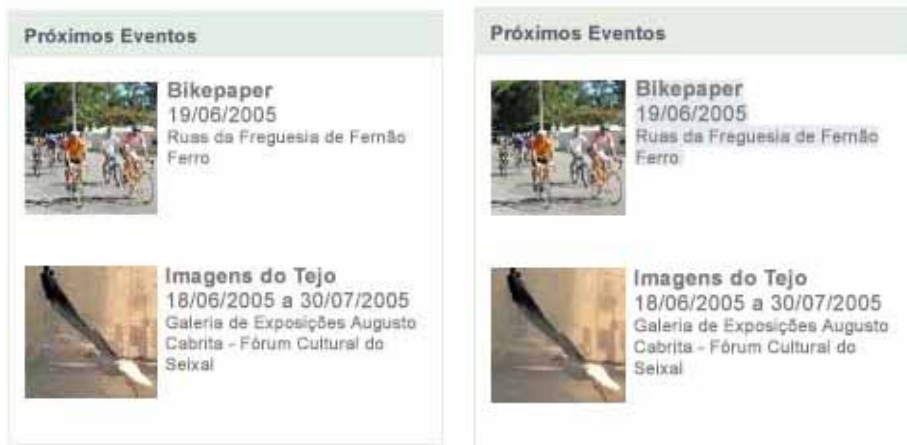 Próximos Eventos
Bikepaper
19/06/2005
Ruas da Freguesia de Fernão
Ferro
Imagens do Tejo
18/06/2005 a 30/07/2005
Galeria de Exposições Augusto
Cabrita - Fórum Cultural do
Seixal
Próximos Eventos
Bikepaper
19/06/2005
Ruas da Freguesia de Fernão
Ferro
Imagens do Tejo
18/06/2005 a 30/07/2005
Galeria de Exposições Augusto
Cabrita - Fórum Cultural do
Seixal